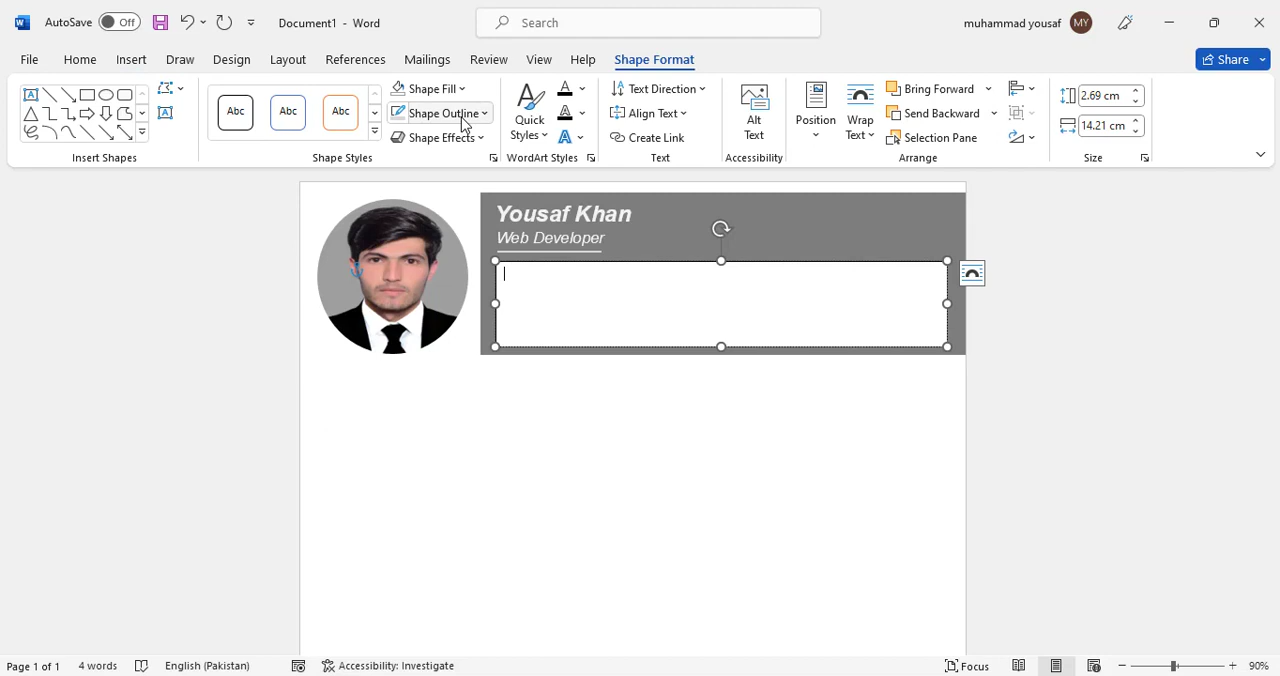 AutoSave Off Document1 - Word Search muhammad yousaf MY
File Home Insert Draw Design Layout References Mailings Review View Help Shape Format Share
Abc Abc Abc Shape Fill Shape Outline Shape Effects
Quick Styles A A A
Text Direction Align Text Create Link
Alt Text
Position Wrap Text Bring Forward Send Backward Selection Pane
2.69 cm
14.21 cm
Insert Shapes Shape Styles WordArt Styles Text Accessibility Arrange Size
Yousaf Khan
Web Developer
Page 1 of 1 4 words English (Pakistan) Accessibility: Investigate Focus 90%